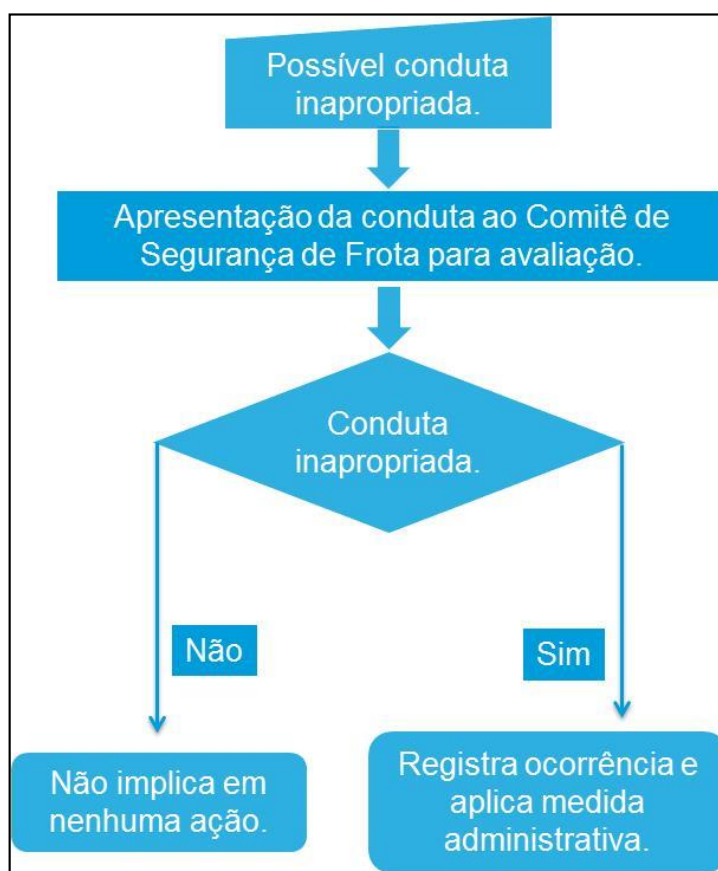 Possível conduta
inapropriada.
Apresentação da conduta ao Comitê de
Segurança de Frota para avaliação.
Conduta
inapropriada.
Não
Sim
Não implica em
nenhuma ação.
Registra ocorrência e
aplica medida
administrativa.